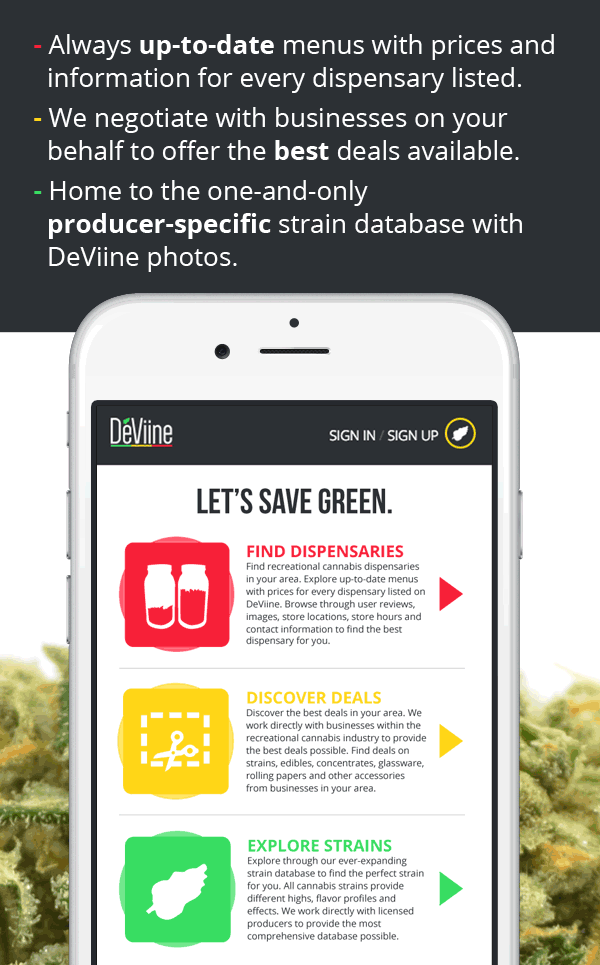 - Always up-to-date menus with prices and
information for every dispensary listed.
- We negotiate with businesses on your
behalf to offer the best deals available.
- Home to the one-and-only
producer-specific strain database with
DeViine photos.
DeViine
SIGN IN / SIGN UP
LET'S SAVE GREEN.
FIND DISPENSARIES
Find recreational cannabis dispensaries
in your area. Explore up-to-date menus
with prices for every dispensary listed on
DeViine. Browse through user reviews,
images, store locations, store hours and
contact information to find the best
dispensary for you.
DISCOVER DEALS
Discover the best deals in your area. We
work directly with businesses within the
recreational cannabis industry to provide
the best deals possible. Find deals on
strains, edibles, concentrates, glassware,
rolling papers and other accessories
from businesses in your area.
EXPLORE STRAINS
Explore through our ever-expanding
strain database to find the perfect strain
for you. All cannabis strains provide
different highs, flavor profiles and
effects. We work directly with licensed
producers to provide the most
comprehensive database possible.